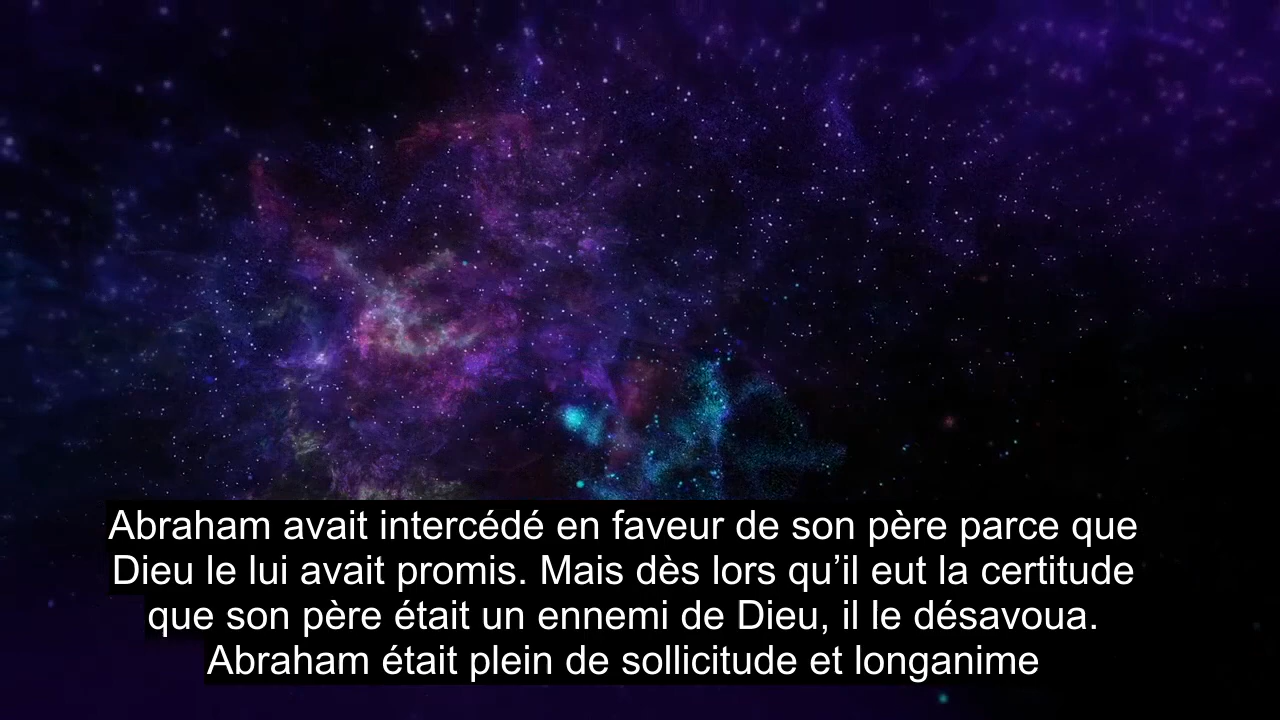 Abraham avait intercédé en faveur de son père parce que
Dieu le lui avait promis. Mais dès lors qu’il eut la certitude
que son père était un ennemi de Dieu, il le désavoua.
Abraham était plein de sollicitude et longanime